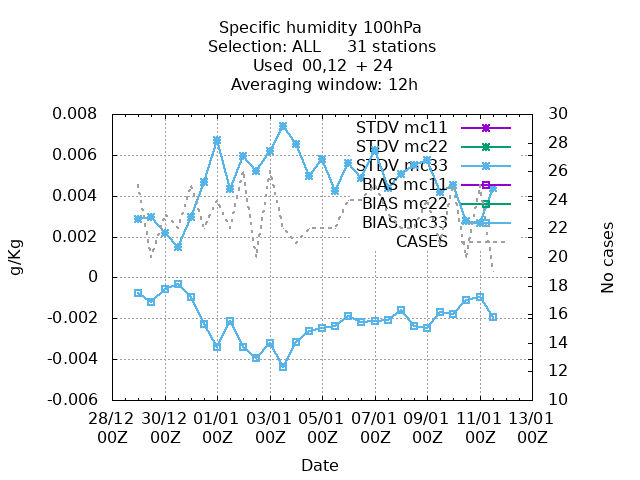 Specific humidity 100hPa
Selection: ALL 31 stations
Used 00,12 + 24
Averaging window: 12h
0.008
0.006
0.004
0.002
0
-0.002
-0.004
-0.006
g/Kg
30
28
26
24
22
20
18
16
14
12
10
No cases
STDV mc11
STDV mc22
STDV mc33
BIAS mc11
BIAS mc22
BIAS mc33
CASES
28/12 30/12 01/01 03/01 05/01 07/01 09/01 11/01 13/01
00Z 00Z 00Z 00Z 00Z 00Z 00Z 00Z 00Z
Date